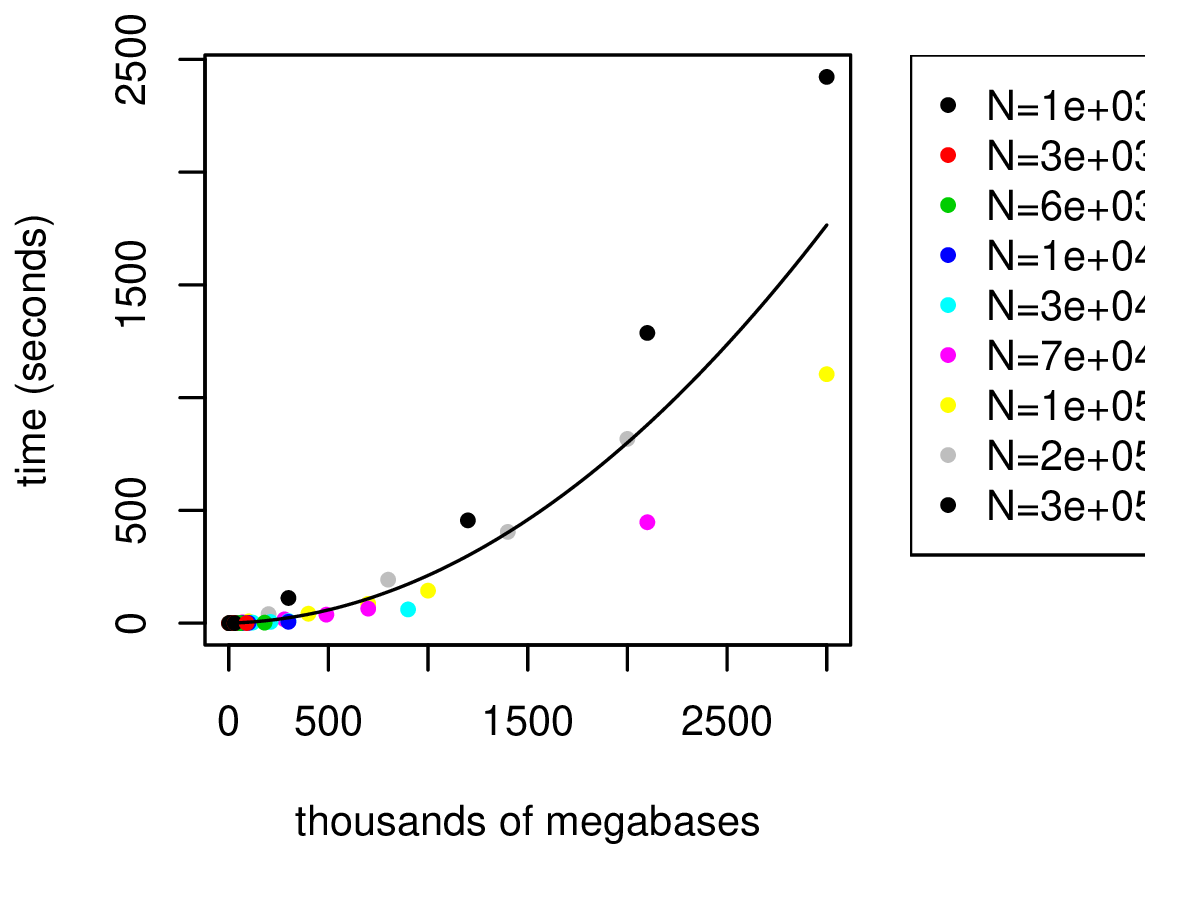 2500
1500
500
0
time (seconds)
0 500 1500 2500
thousands of megabases
N=1e+03
N=3e+03
N=6e+03
N=1e+04
N=3e+04
N=7e+04
N=1e+05
N=2e+05
N=3e+05